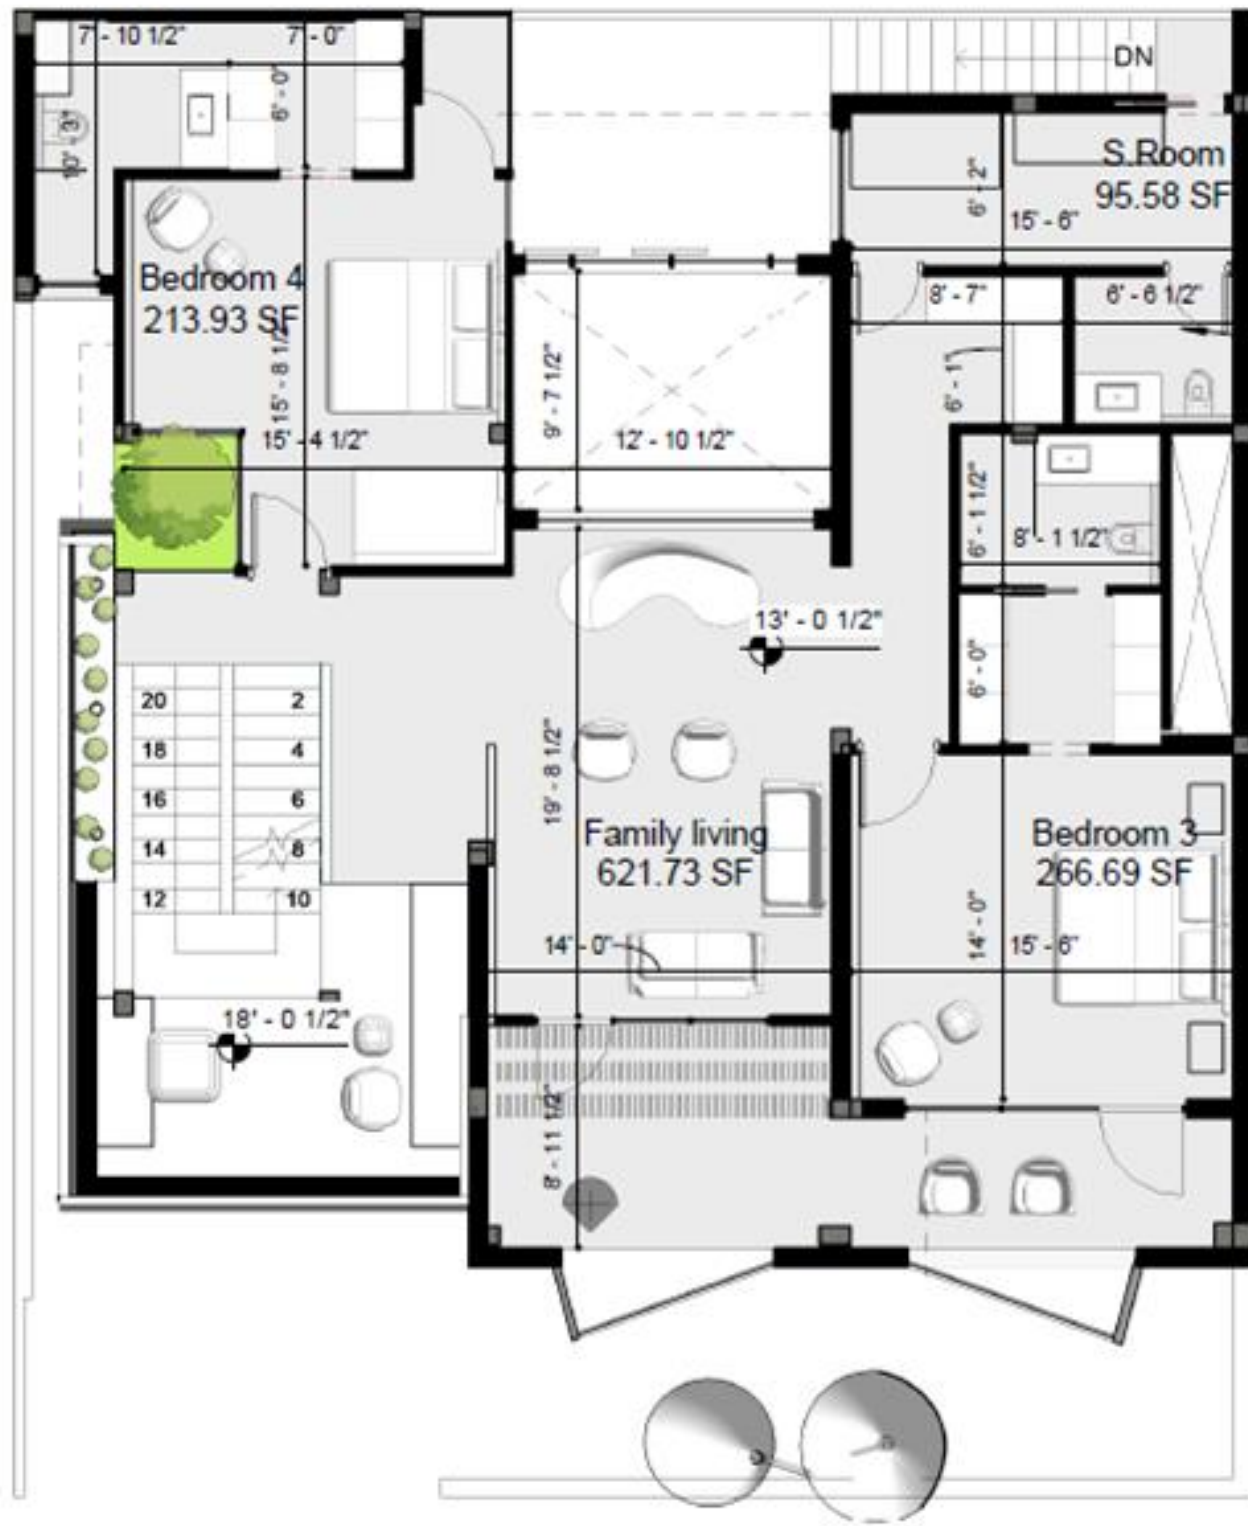 7' - 10 1/2"
7' - 0"
DN
6' - 0"
10' - 3"
S.Room
95.58 SF
6' - 2"
15' - 6"
Bedroom 4
213.93 SF
8' - 7"
6' - 6 1/2"
15' - 8 1/2"
9' - 7 1/2"
6' - 1"
15' - 4 1/2"
12' - 10 1/2"
6' - 1 1/2"
8' - 1 1/2"
13' - 0 1/2"
6' - 0"
20
2
18
4
19' - 8 1/2"
16
6
Family living
621.73 SF
Bedroom 3
266.69 SF
14
8
12
10
14' - 0"
14' - 0"
15' - 6"
18' - 0 1/2"
8' - 11 1/2"